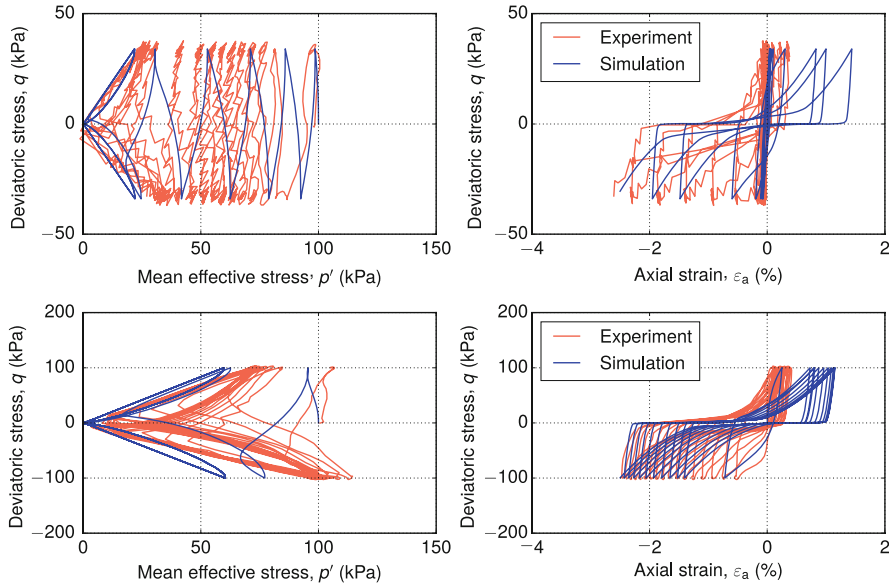 50
0
−50
Deviatoric stress, q (kPa)
0 50 100 150
Mean effective stress, p′ (kPa)
50
0
−50
Deviatoric stress, q (kPa)
Experiment
Simulation
−4 −2 0 2
Axial strain, εa (%)
200
100
0
−100
−200
Deviatoric stress, q (kPa)
0 50 100 150
Mean effective stress, p′ (kPa)
200
100
0
−100
−200
Deviatoric stress, q (kPa)
Experiment
Simulation
−4 −2 0 2
Axial strain, εa (%)